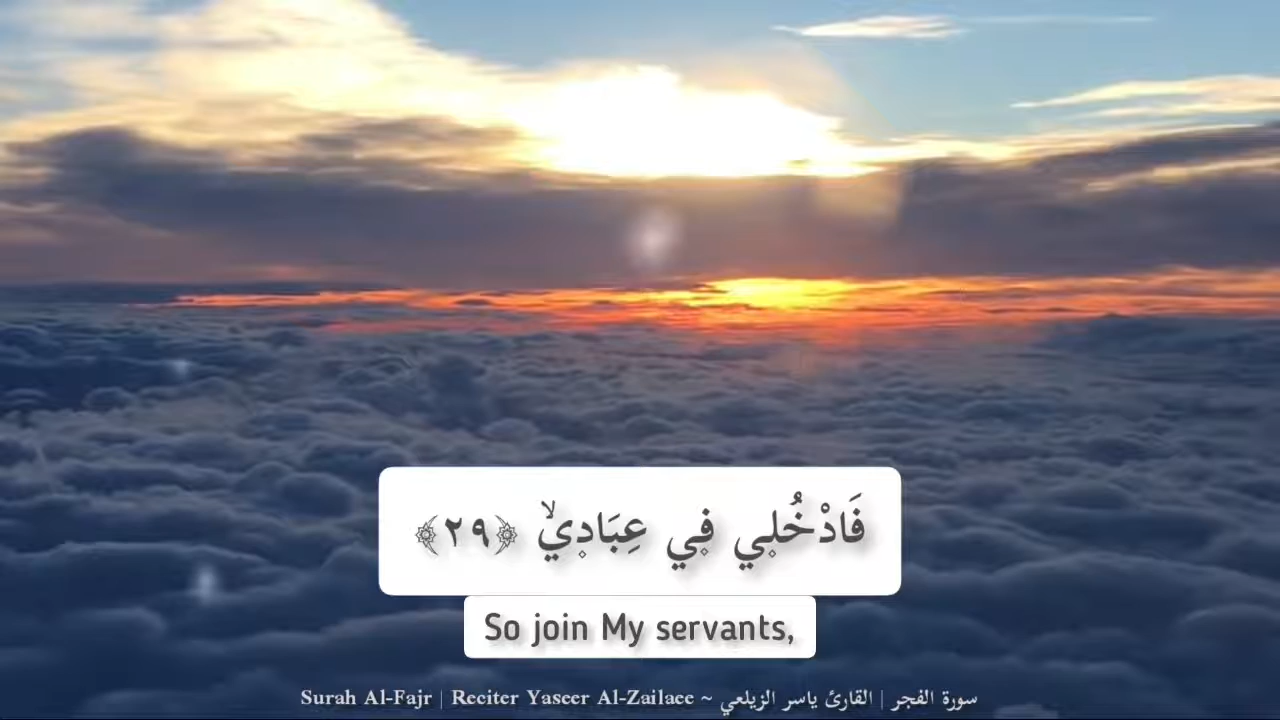 فَادْخُلِي فِي عِبَادِيۙ ﴿٢٩﴾
So join My servants,
Surah Al-Fajr | Reciter Yaseer Al-Zailaee ~ سورة الفجر | القارئ ياسر الزيلعي